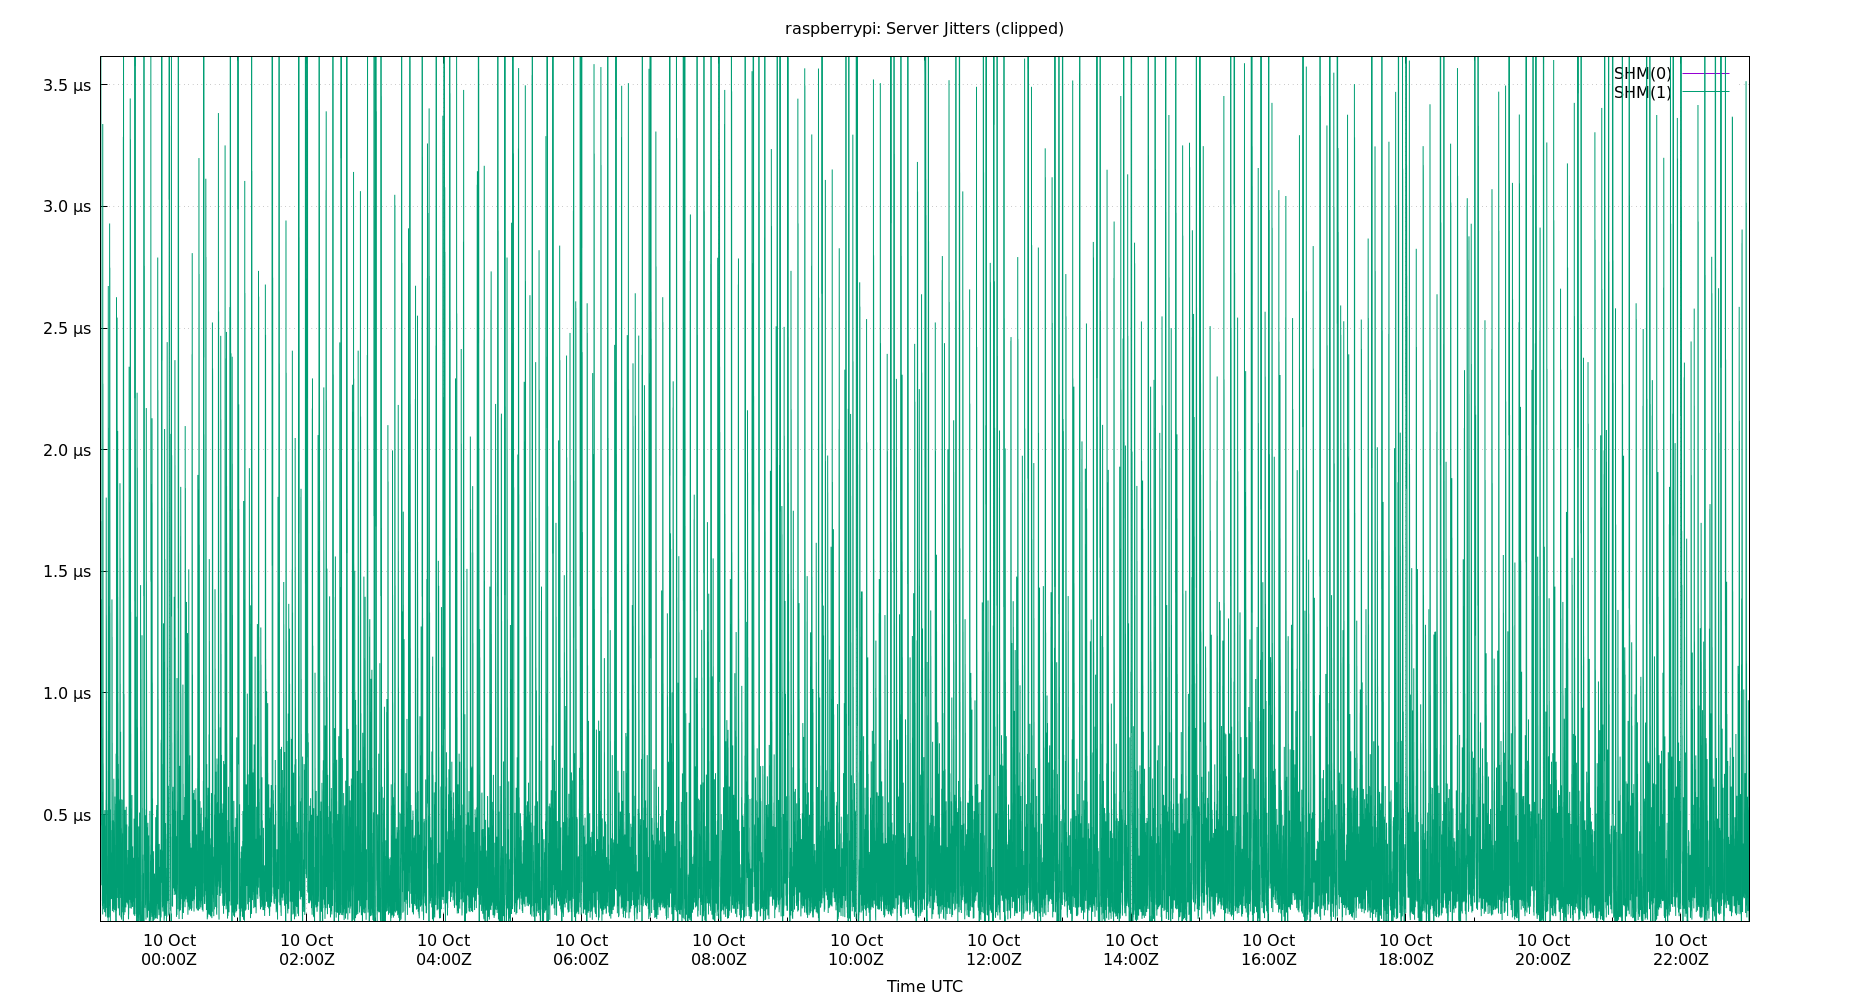 raspberrypi: Server Jitters (clipped)
SHM(0)
SHM(1)
3.5 µs
3.0 µs
2.5 µs
2.0 µs
1.5 µs
1.0 µs
0.5 µs
10 Oct 10 Oct 10 Oct 10 Oct 10 Oct 10 Oct 10 Oct 10 Oct 10 Oct 10 Oct 10 Oct 10 Oct
00:00Z 02:00Z 04:00Z 06:00Z 08:00Z 10:00Z 12:00Z 14:00Z 16:00Z 18:00Z 20:00Z 22:00Z
Time UTC